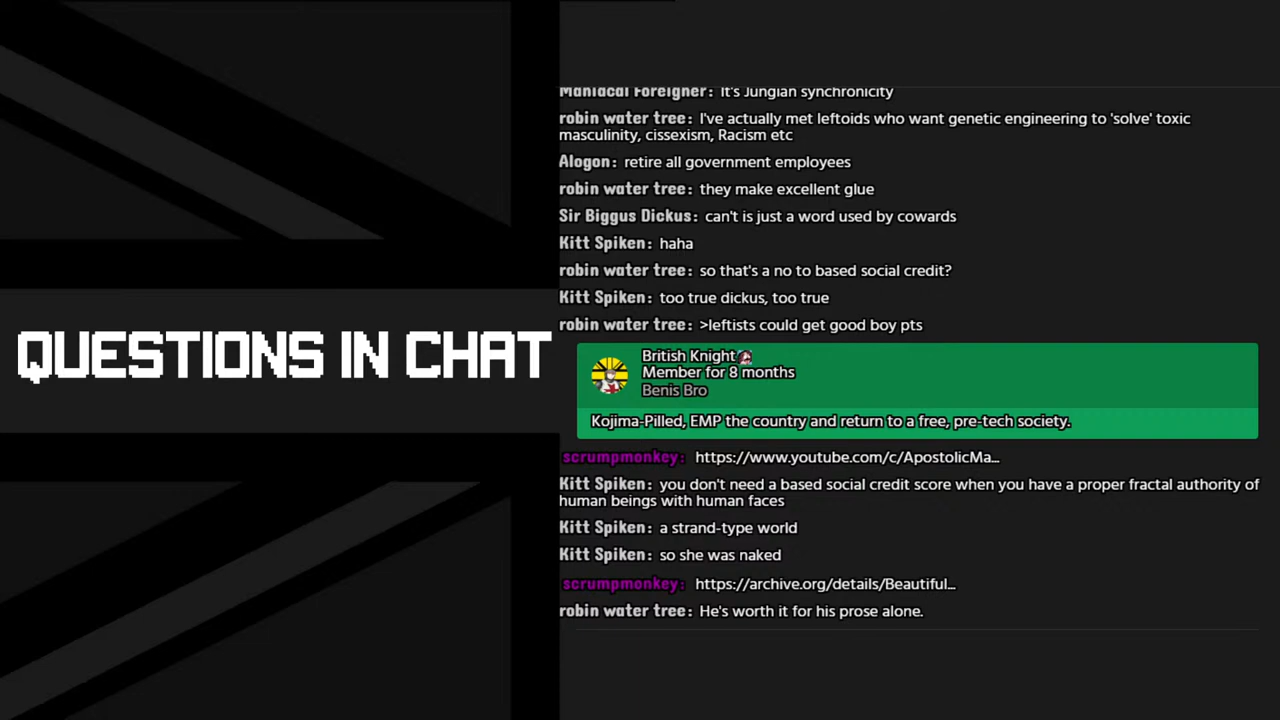 QUESTIONS IN CHAT
Maniacal Foreigner: It's Jungian synchronicity
robin water tree: I've actually met leftoids who want genetic engineering to 'solve' toxic
masculinity, cissexism, Racism etc
Alogon: retire all government employees
robin water tree: they make excellent glue
Sir Biggus Dickus: can't is just a word used by cowards
Kitt Spiken: haha
robin water tree: so that's a no to based social credit?
Kitt Spiken: too true dickus, too true
robin water tree: >leftists could get good boy pts
British Knight
Member for 8 months
Benis Bro
Kojima-Pilled, EMP the country and return to a free, pre-tech society.
scrumpmonkey: https://www.youtube.com/c/ApostolicMa...
Kitt Spiken: you don't need a based social credit score when you have a proper fractal authority of
human beings with human faces
Kitt Spiken: a strand-type world
Kitt Spiken: so she was naked
scrumpmonkey: https://archive.org/details/Beautiful...
robin water tree: He's worth it for his prose alone.